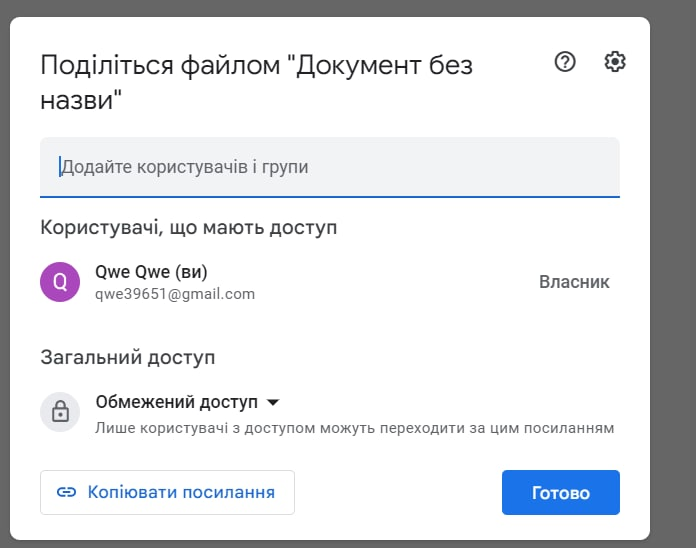 Поділіться файлом "Документ без
назви"
Додайте користувачів і групи
Користувачі, що мають доступ
Q
Qwe Qwe (ви)
qwe39651@gmail.com
Власник
Загальний доступ
Обмежений доступ
Лише користувачі з доступом можуть переходити за цим посиланням
Копіювати посилання
Готово